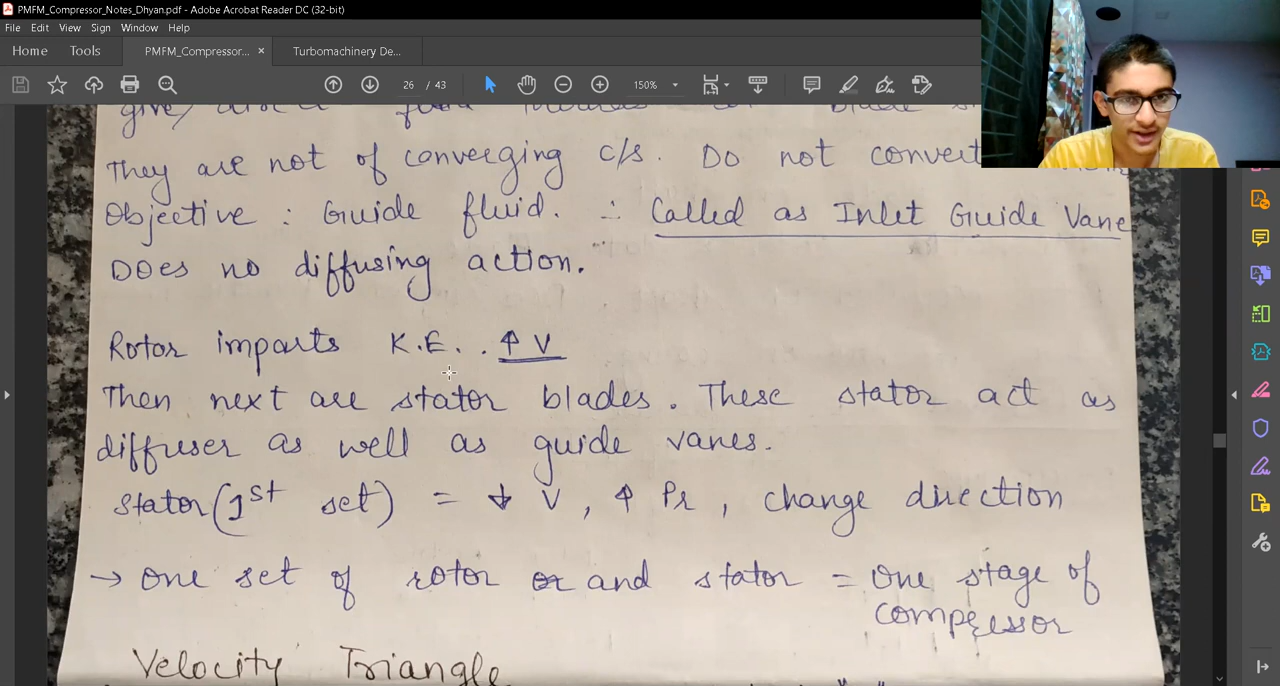 PMFM_Compressor_Notes_Dhyan.pdf - Adobe Acrobat Reader DC (32-bit)
File Edit View Sign Window Help
Home Tools PMFM_Compressor... × Turbomachinery De...
26 / 43 150%
give,
They are not of converging c/s. Do not convert
Objective : Guide fluid. ∴ Called as Inlet Guide Vane
Does no diffusing action.
Rotor imparts K.E. . ↑ V
Then next are stator blades. These stator act as
diffuser as well as guide vanes.
Stator (1st set) = ↓ V, ↑ Pr, change direction
→ One set of rotor or and stator = One stage of
compressor
Velocity Triangle